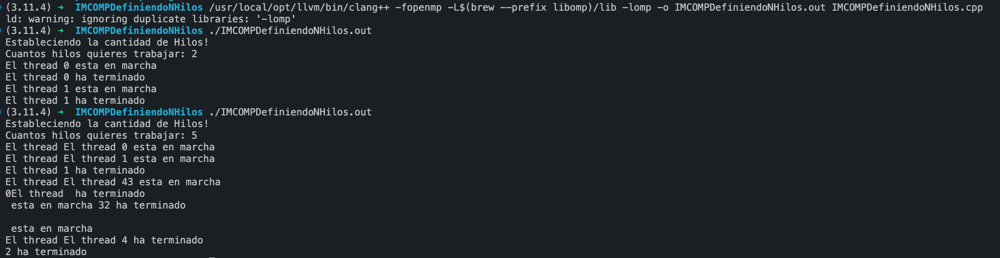 (3.11.4) → IMCOMPDefiniendoNHilos /usr/local/opt/llvm/bin/clang++ -fopenmp -L$(brew --prefix libomp)/lib -lomp -o IMCOMPDefiniendoNHilos.out IMCOMPDefiniendoNHilos.cpp
ld: warning: ignoring duplicate libraries: '-lomp'
(3.11.4) → IMCOMPDefiniendoNHilos ./IMCOMPDefiniendoNHilos.out
Estableciendo la cantidad de Hilos!
Cuantos hilos quieres trabajar: 2
El thread 0 esta en marcha
El thread 0 ha terminado
El thread 1 esta en marcha
El thread 1 ha terminado
(3.11.4) → IMCOMPDefiniendoNHilos ./IMCOMPDefiniendoNHilos.out
Estableciendo la cantidad de Hilos!
Cuantos hilos quieres trabajar: 5
El thread El thread 0 esta en marcha
El thread El thread 1 esta en marcha
El thread 1 ha terminado
El thread El thread 43 esta en marcha
0El thread  ha terminado
 esta en marcha 32 ha terminado

 esta en marcha
El thread El thread 4 ha terminado
2 ha terminado